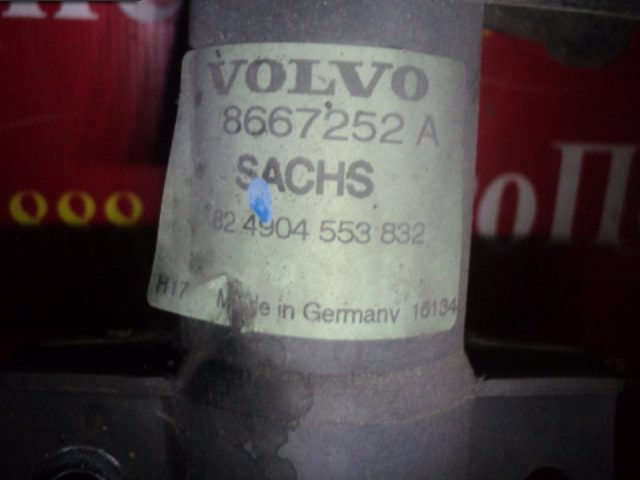 VOLVO
8667252 A
SACHS
82 4904 553 832
H17 Made in Germany 16134